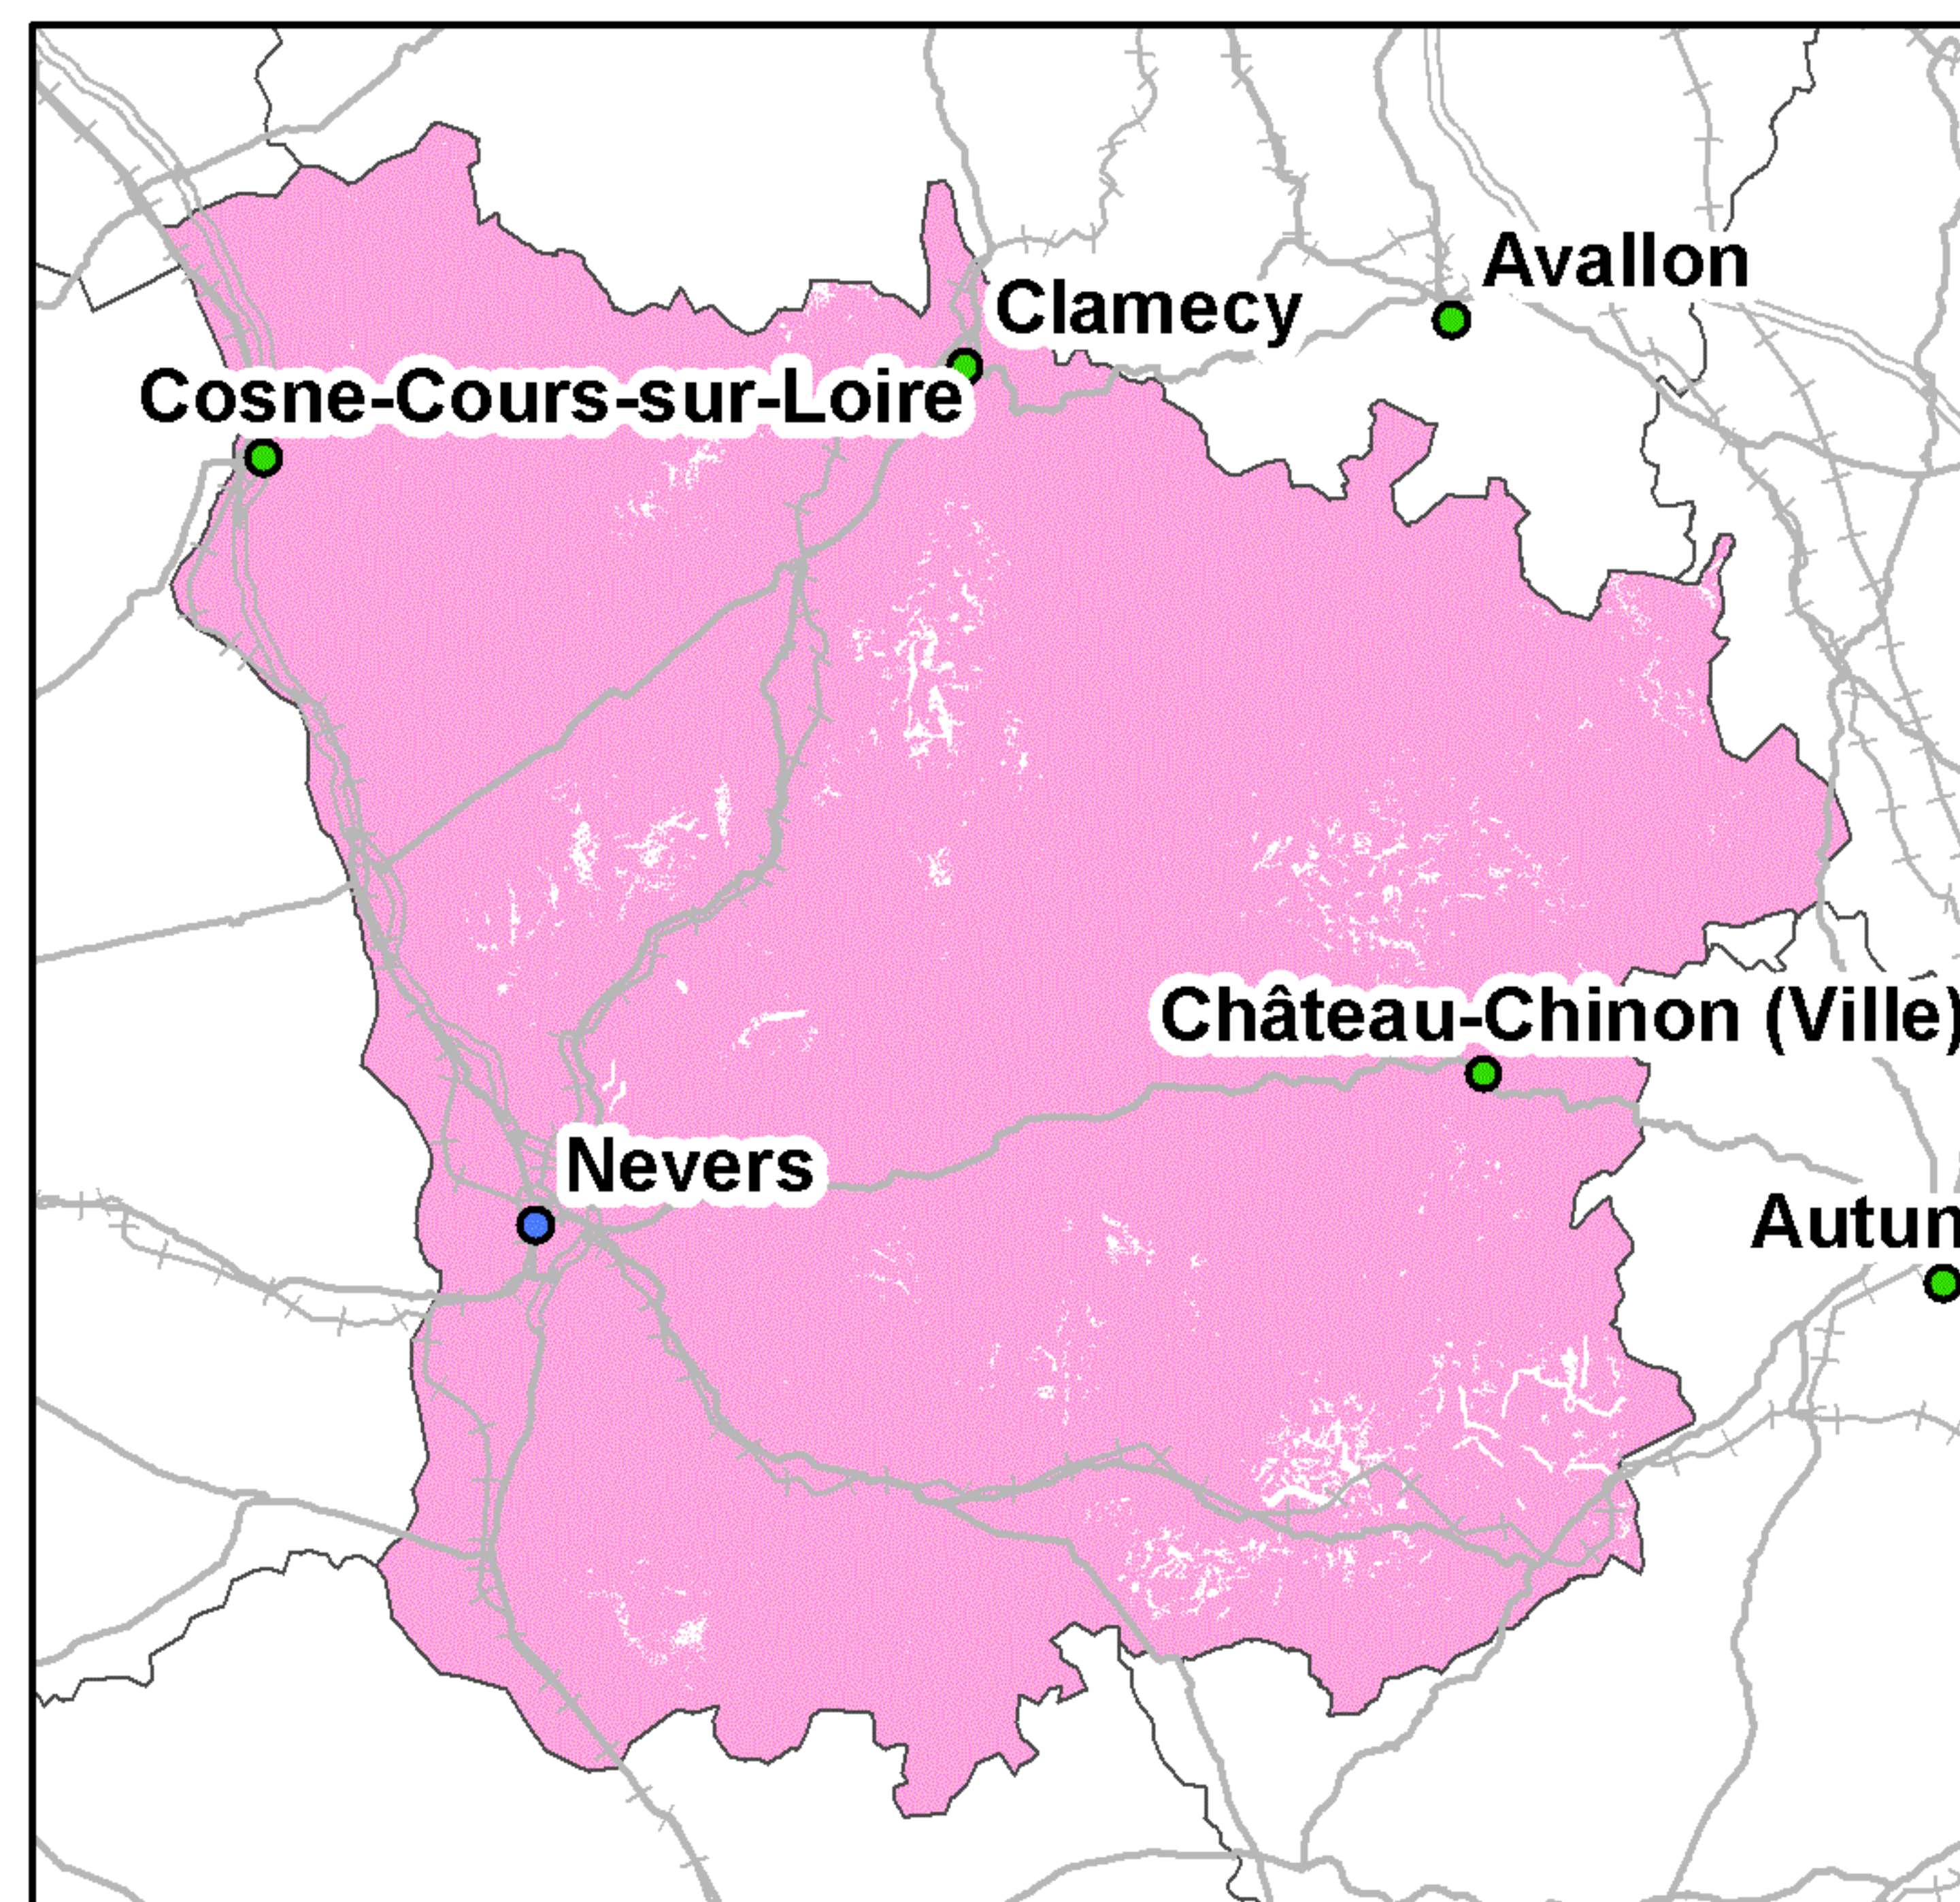 Avallon
Clamecy
Cosne-Cours-sur-Loire
Château-Chinon (Ville)
Nevers
Autun